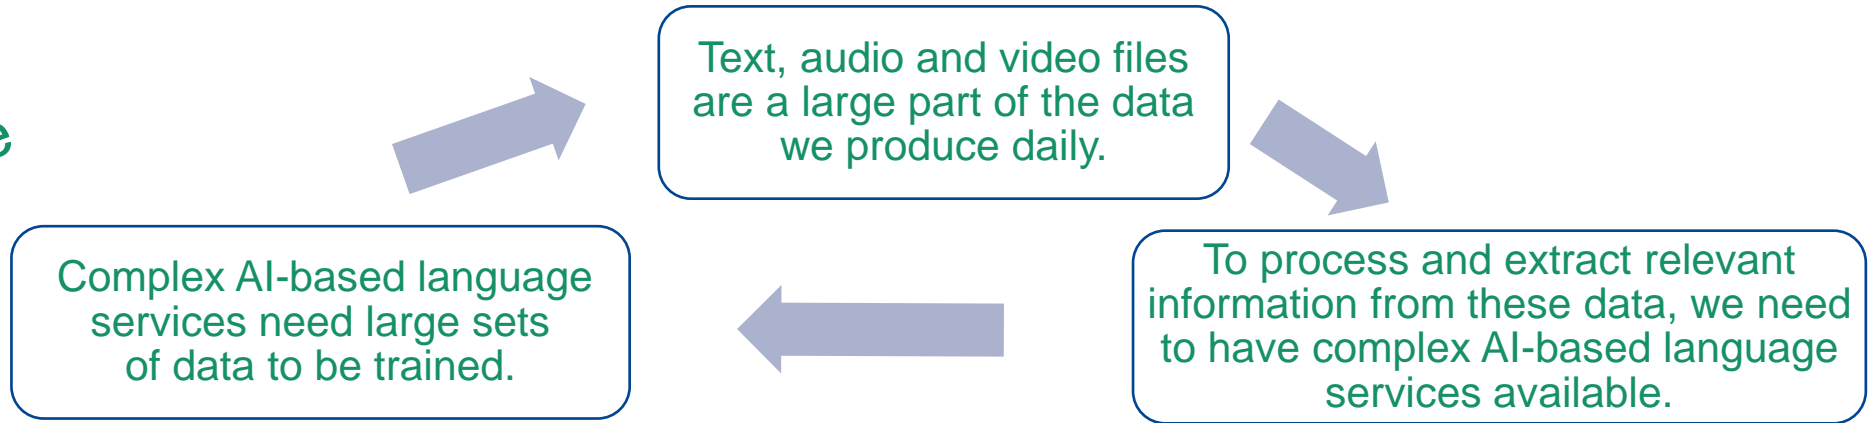 Text, audio and video files
are a large part of the data
we produce daily.
To process and extract relevant
information from these data, we need
to have complex AI-based language
services available.
Complex AI-based language
services need large sets
of data to be trained.